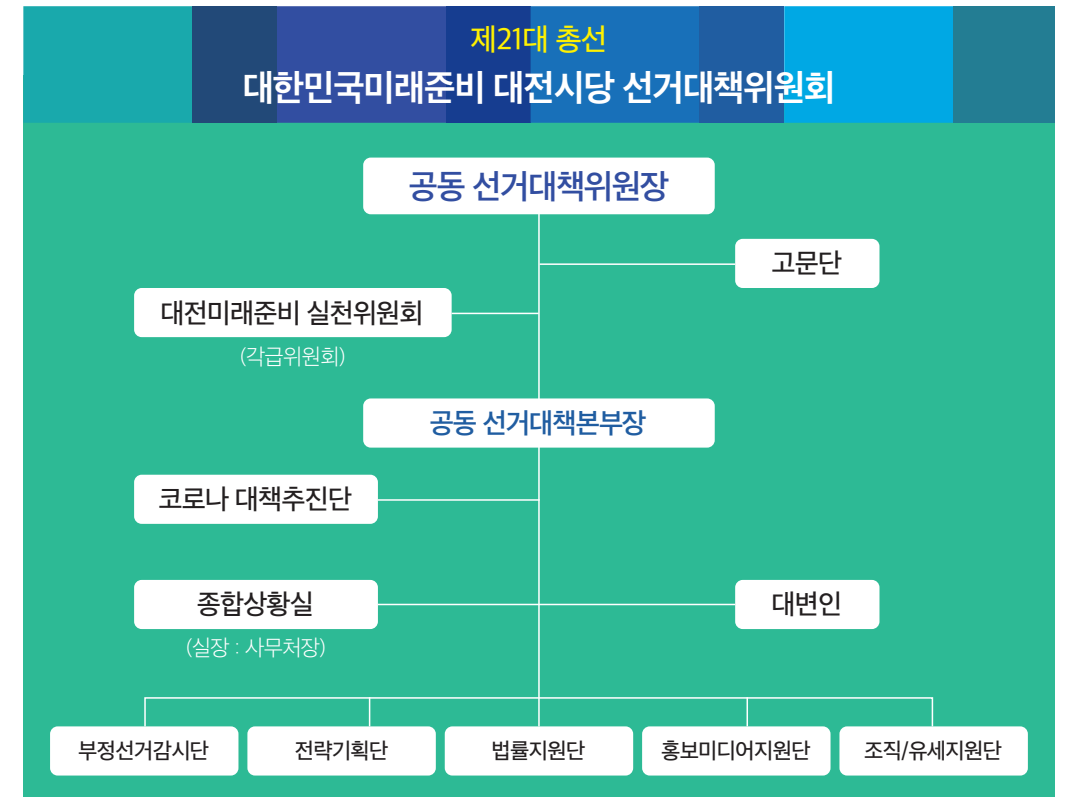 제21대 총선
대한민국미래준비 대전시당 선거대책위원회
공동 선거대책위원장
고문단
대전미래준비 실천위원회
(각급위원회)
공동 선거대책본부장
코로나 대책추진단
종합상황실
대변인
(실장 : 사무처장)
부정선거감시단
전략기획단
법률지원단
홍보미디어지원단
조직/유세지원단